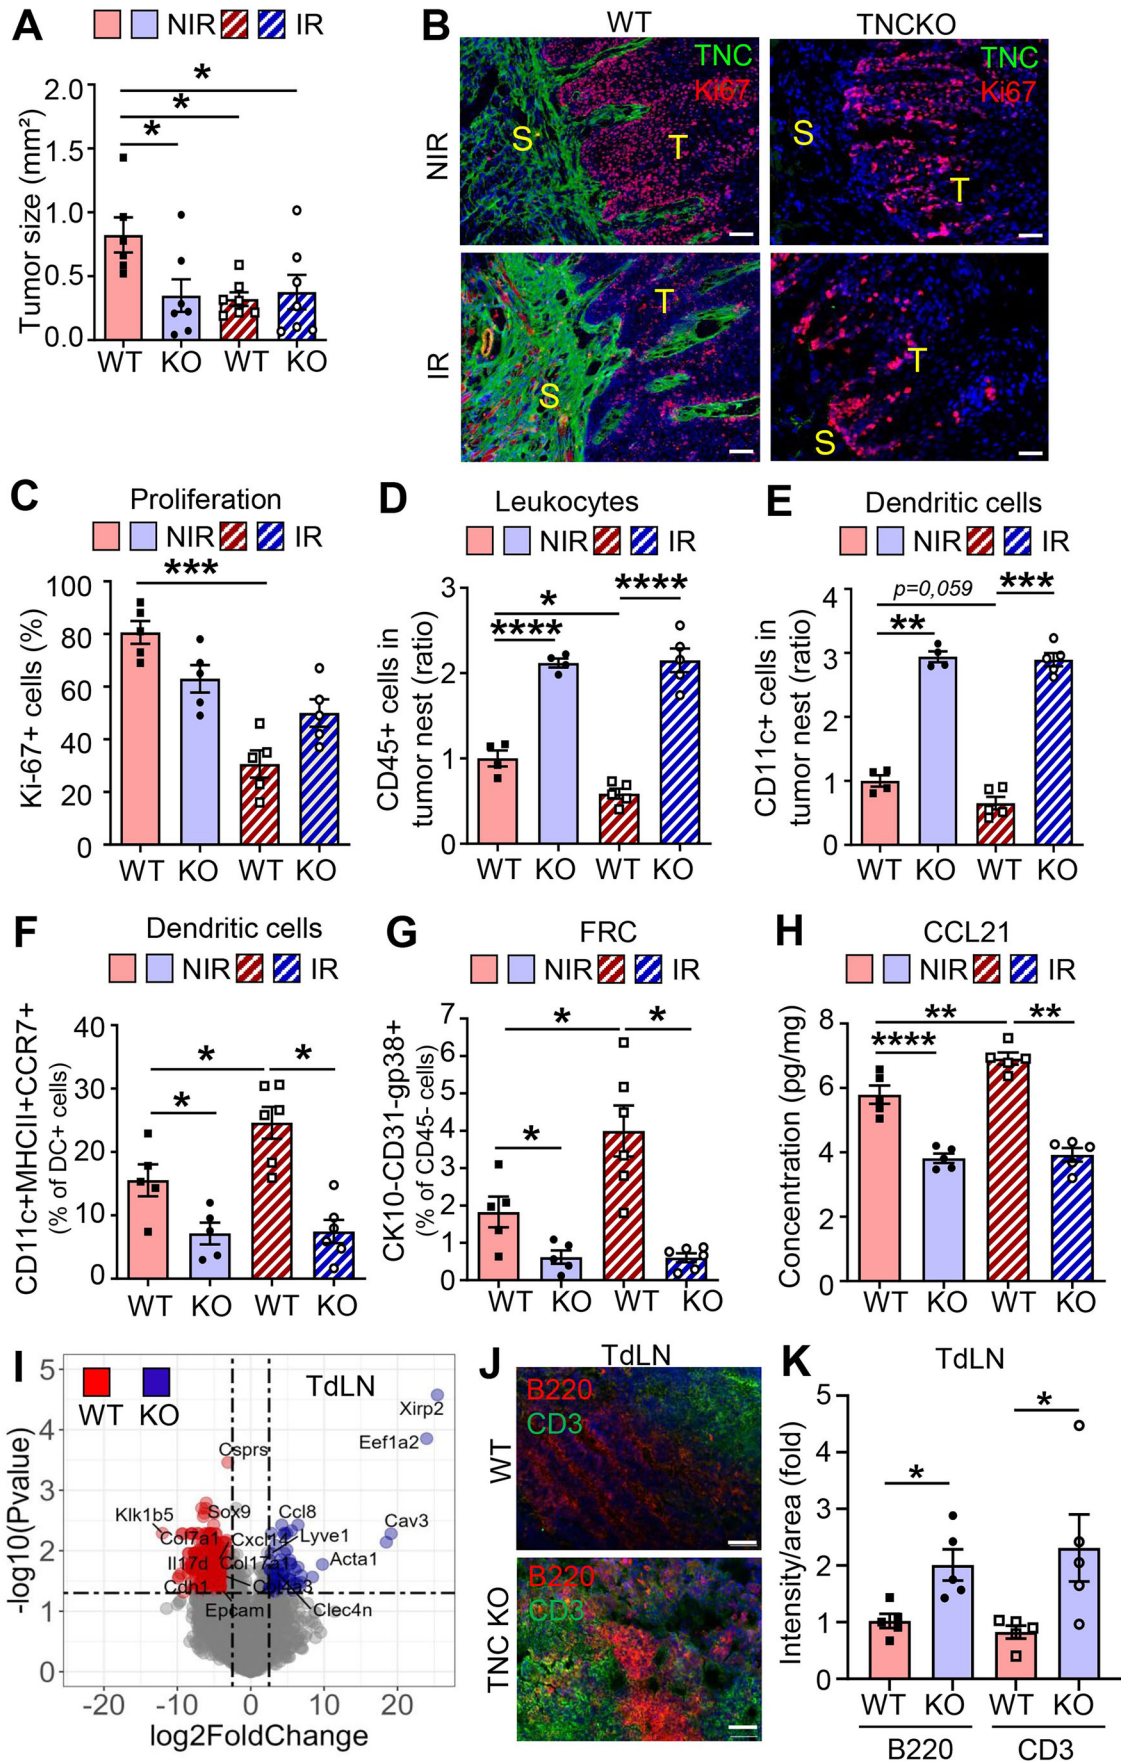 A
NIR IR
Tumor size (mm²)
2.0
1.5
1.0
0.5
0.0
*
*
*
WT KO WT KO
B
WT TNCKO
NIR
IR
TNC
Ki67
S
T
TNC
Ki67
S
T
S
T
S
T
C
Proliferation
NIR IR
Ki-67+ cells (%)
100
80
60
40
20
0
***
WT KO WT KO
D
Leukocytes
NIR IR
CD45+ cells in
tumor nest (ratio)
3
2
1
0
*
****
****
WT KO WT KO
E
Dendritic cells
NIR IR
CD11c+ cells in
tumor nest (ratio)
4
3
2
1
0
p=0,059
***
**
WT KO WT KO
F
Dendritic cells
NIR IR
CD11c+MHCII+CCR7+
(% of DC+ cells)
40
30
20
10
0
*
*
*
WT KO WT KO
G
FRC
NIR IR
CK10-CD31-gp38+
(% of CD45- cells)
7
6
5
4
3
2
1
0
*
*
*
WT KO WT KO
H
CCL21
NIR IR
Concentration (pg/mg)
8
6
4
2
0
**
**
****
WT KO WT KO
I
WT KO
TdLN
-log10(Pvalue)
5
4
3
2
1
0
Xirp2
Eef1a2
Csprs
Klk1b5
Sox9
Ccl8
Cav3
Col7a1
Cxcl14
Lyve1
Il17d
Col17a1
Acta1
Cdh1
Col4a3
Epcam
Clec4n
-20 -10 0 10 20
log2FoldChange
J
TdLN
WT
B220
CD3
TNC KO
B220
CD3
K
TdLN
Intensity/area (fold)
5
4
3
2
1
0
*
*
WT KO WT KO
B220 CD3